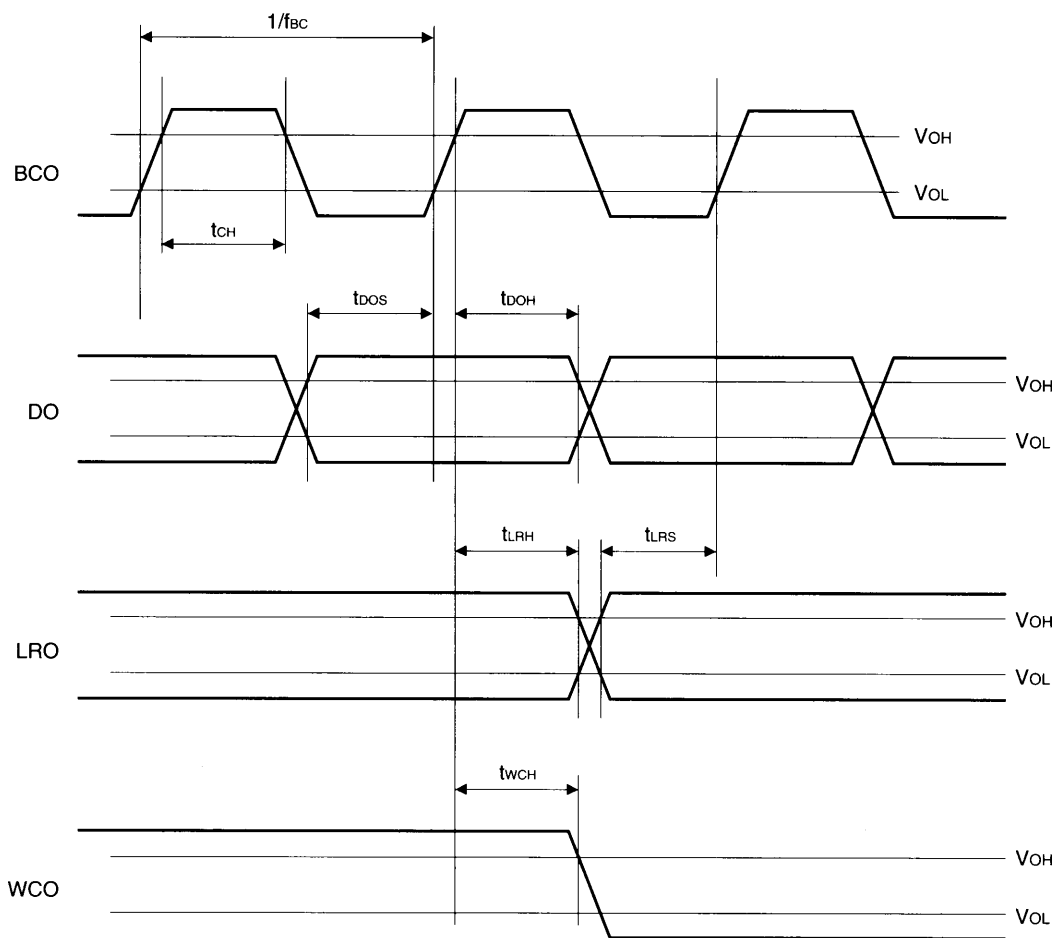 1/fBC
BCO
VOH
VOL
tCH
tDOS
tDOH
DO
VOH
VOL
tLRH
tLRS
LRO
VOH
VOL
tWCH
WCO
VOH
VOL